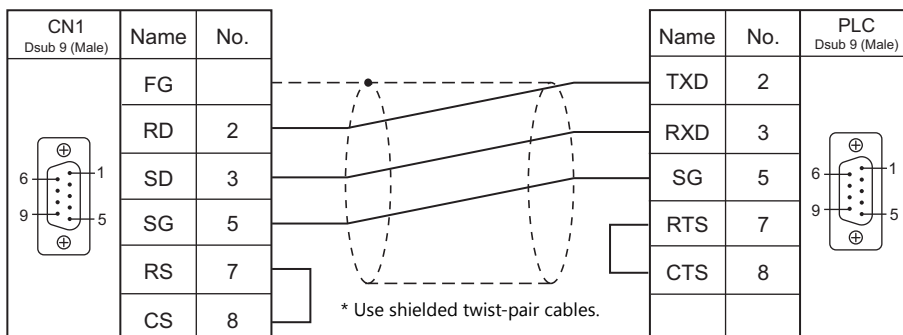 CN1
Dsub 9 (Male)
Name No.
FG
RD 2
SD 3
SG 5
RS 7
CS 8
1
6
9
5
* Use shielded twist-pair cables.
Name No.
PLC
Dsub 9 (Male)
TXD 2
RXD 3
SG 5
RTS 7
CTS 8
1
6
9
5